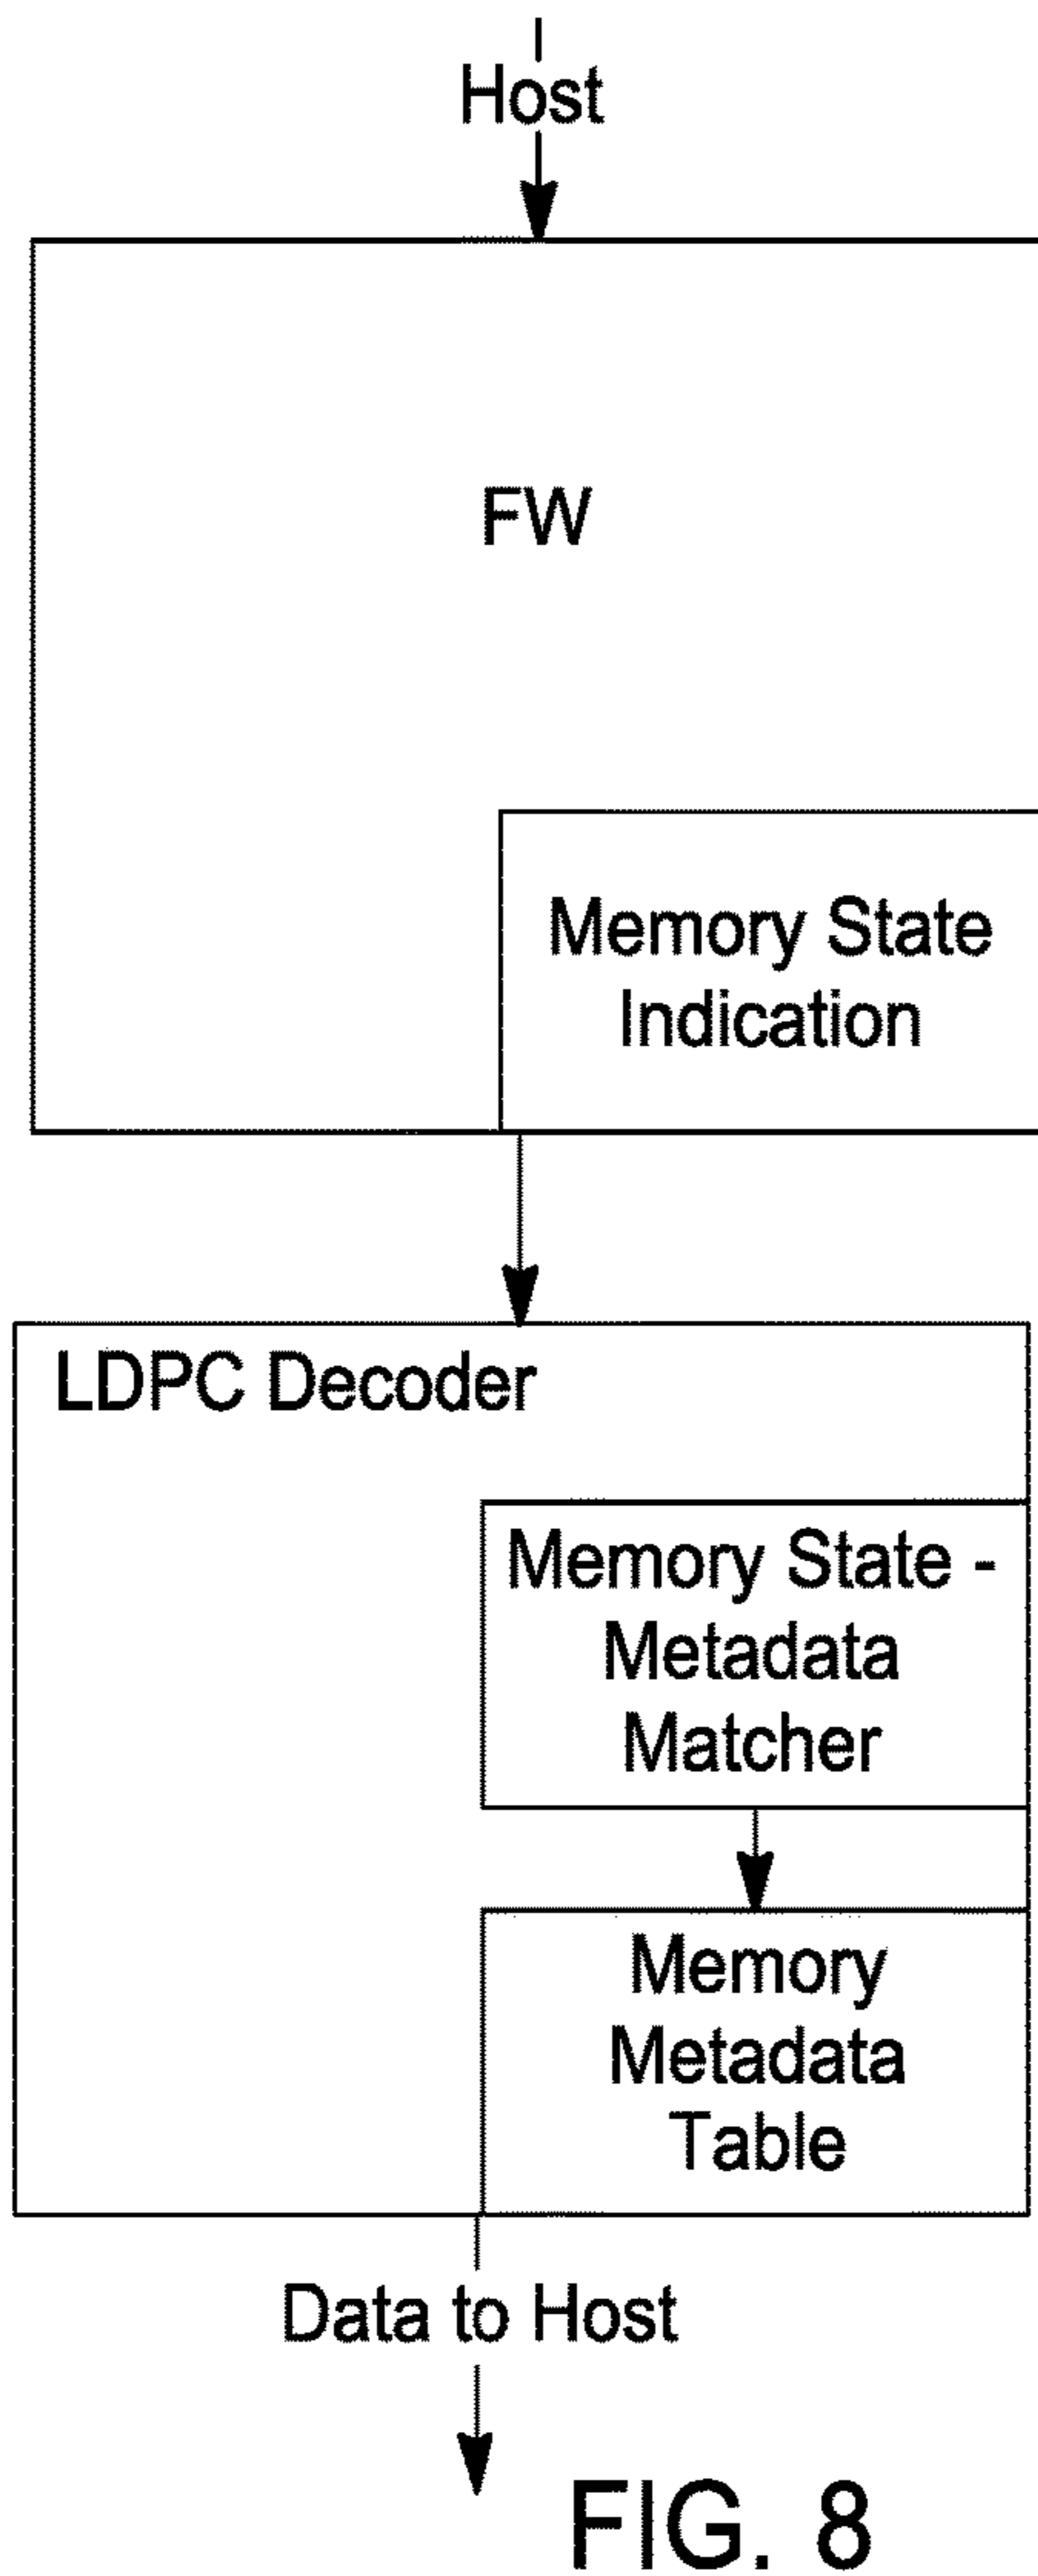 Host
FW
Memory State
Indication
LDPC Decoder
Memory State -
Metadata
Matcher
Memory
Metadata
Table
Data to Host
FIG. 8